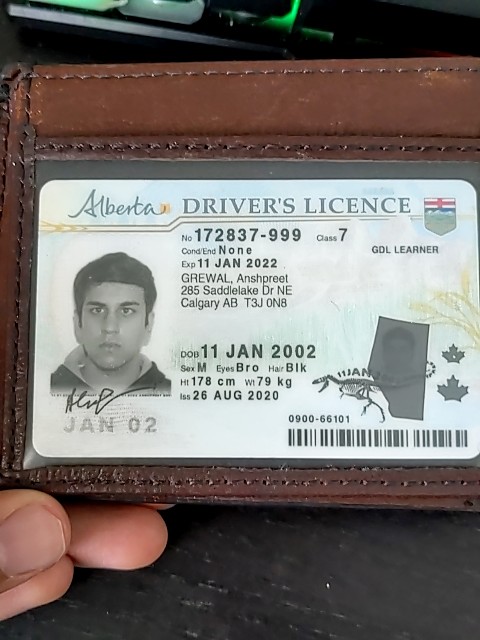 Alberta DRIVER'S LICENCE
No 172837-999 Class 7
Cond/End None GDL LEARNER
Exp 11 JAN 2022
GREWAL, Anshpreet
285 Saddlelake Dr NE
Calgary AB T3J 0N8
DOB 11 JAN 2002
Sex M Eyes Bro Hair Blk
Ht 178 cm Wt 79 kg
Iss 26 AUG 2020
JAN 02
0900-66101